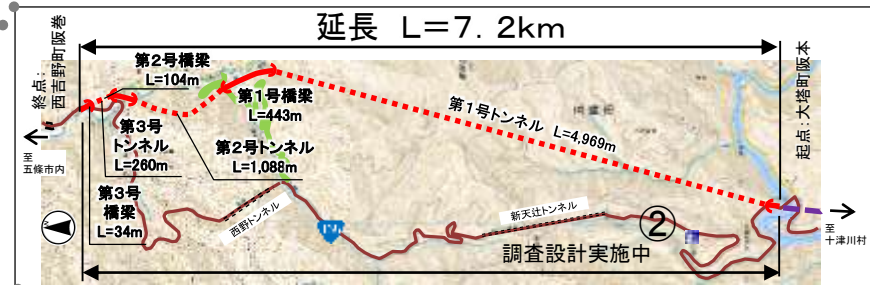 延長 L=7.2km
第2号橋梁
L=104m
終点:
西吉野町阪巻
第1号橋梁
L=443m
第1号トンネル L=4,969m
起点:大塔町阪本
至
五條市内
第3号
トンネル
L=260m
第2号トンネル
L=1,088m
第3号
橋梁
L=34m
西野トンネル
新天辻トンネル
②
至
十津川村
調査設計実施中